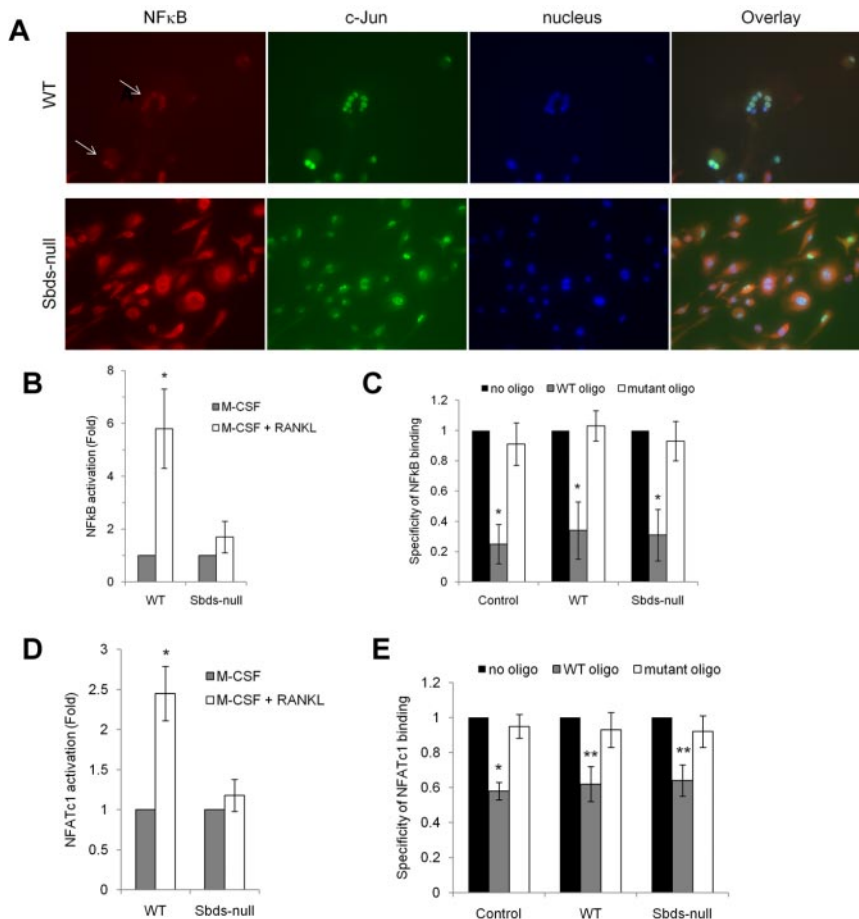 A
NFκB
c-Jun
nucleus
Overlay
WT
Sbds-null
B
NFkB activation (Fold)
8
6
4
2
0
*
M-CSF
M-CSF + RANKL
WT
Sbds-null
C
no oligo
WT oligo
mutant oligo
Specificity of NFkB binding
1.2
1
0.8
0.6
0.4
0.2
0
*
*
*
Control
WT
Sbds-null
D
NFATc1 activation (Fold)
3
2.5
2
1.5
1
0.5
0
*
M-CSF
M-CSF + RANKL
WT
Sbds-null
E
no oligo
WT oligo
mutant oligo
Specificity of NFATc1 binding
1.2
1
0.8
0.6
0.4
0.2
0
*
**
**
Control
WT
Sbds-null